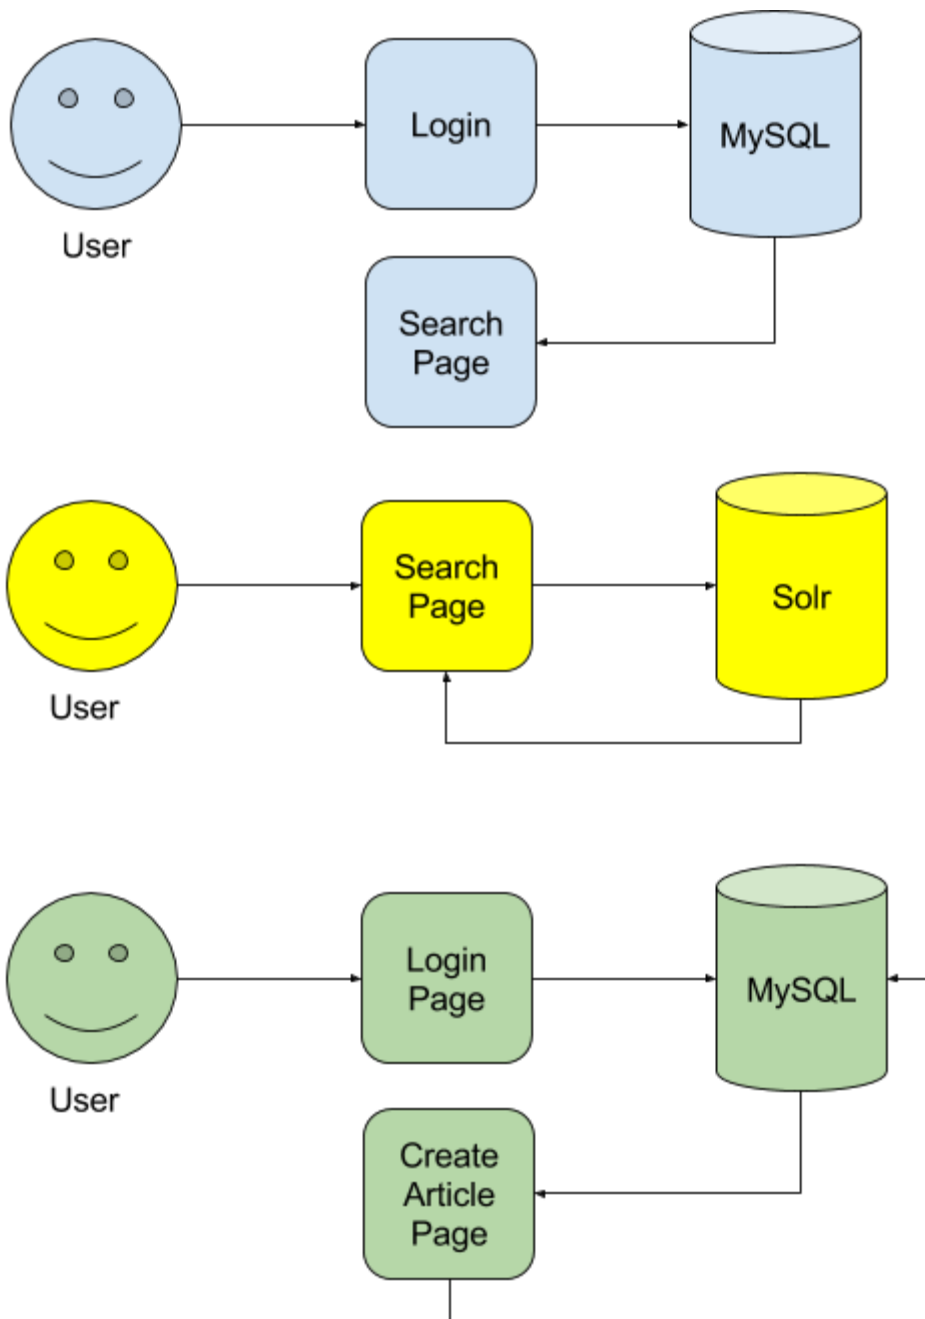 Login
MySQL
User
Search
Page
Search
Page
Solr
User
Login
Page
MySQL
User
Create
Article
Page